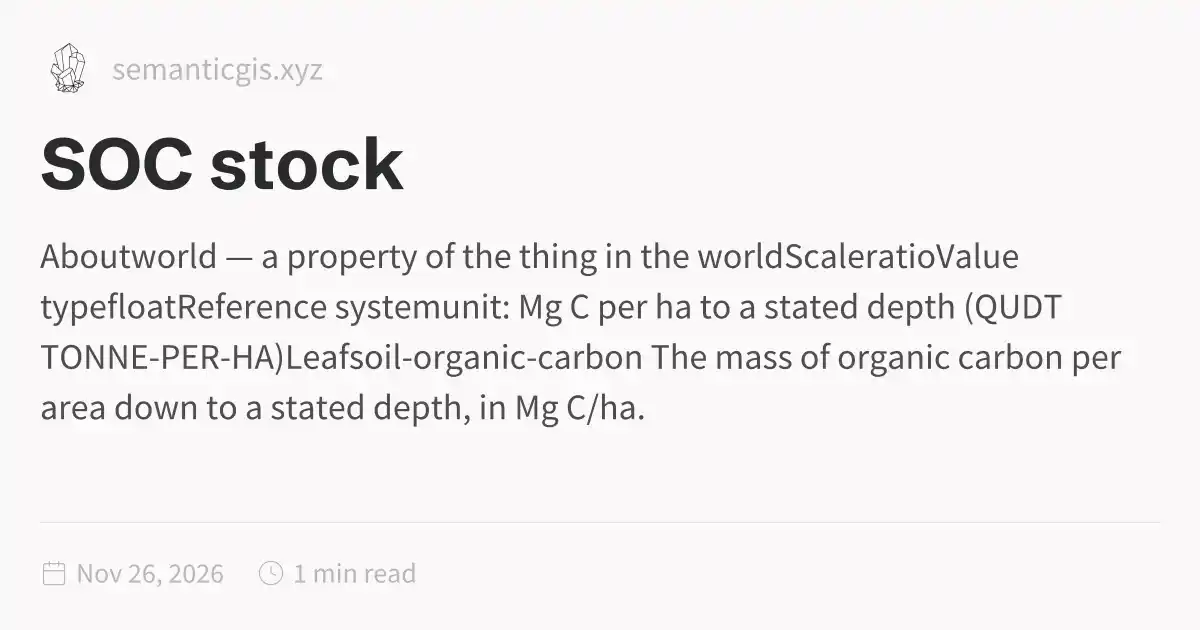 semanticgis.xyz
SOC stock
Aboutworld — a property of the thing in the worldScaleratioValue
typefloatReference systemunit: Mg C per ha to a stated depth (QUDT
TONNE-PER-HA)Leafsoil-organic-carbon The mass of organic carbon per
area down to a stated depth, in Mg C/ha.
Nov 26, 2026 1 min read